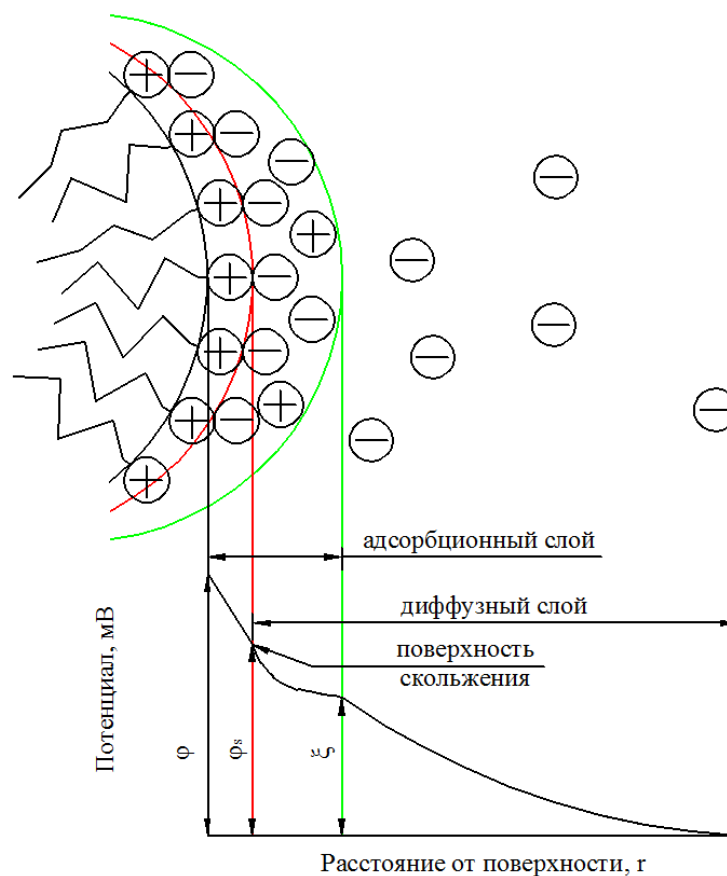 адсорбционный слой
диффузный слой
поверхность
скольжения
Потенциал, мВ
φ
φs
ξ
Расстояние от поверхности, r